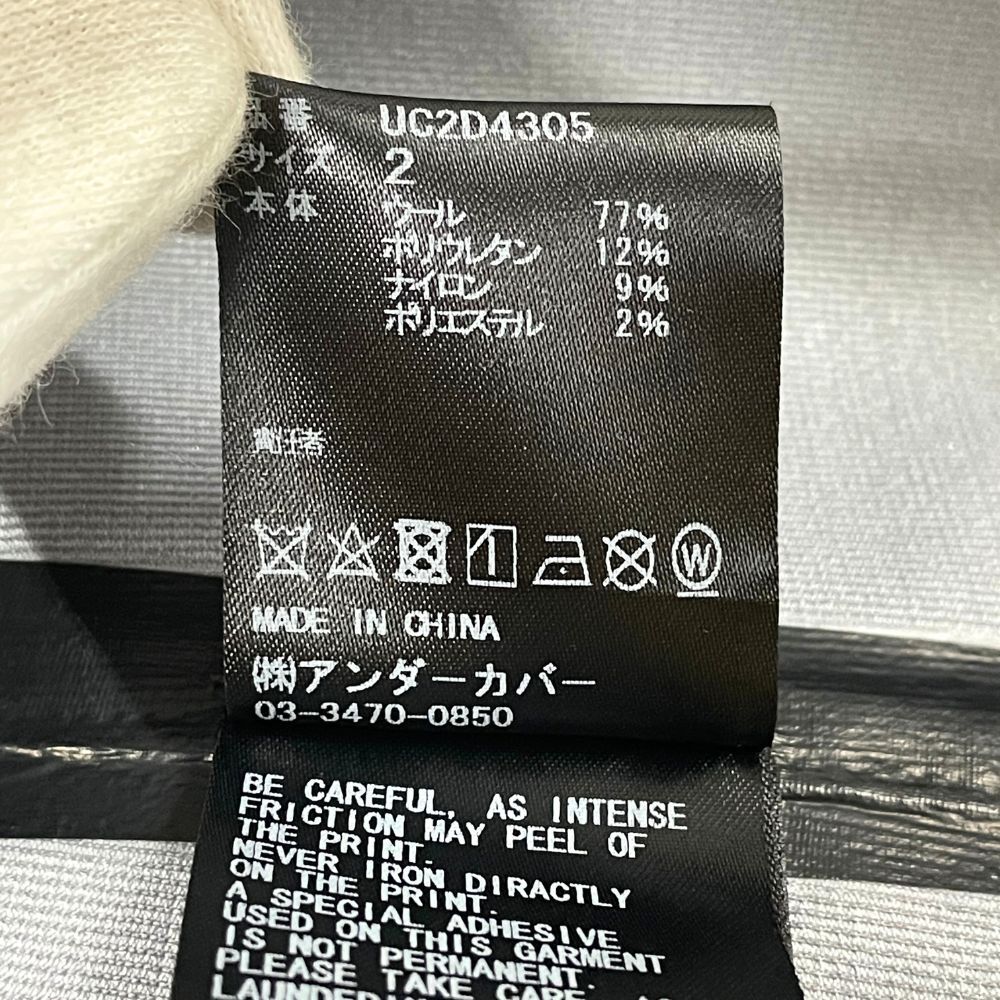 品番 UC2D4305
サイズ 2
本体 ウール 77%
ポリウレタン 12%
ナイロン 9%
ポリエステル 2%
責任者
W
MADE IN CHINA
㈱アンダーカバー
03-3470-0850
BE CAREFUL, AS INTENSE
FRICTION MAY PEEL OF
THE PRINT.
NEVER IRON DIRACTLY
ON THE PRINT.
A SPECIAL ADHESIVE
USED ON THIS GARMENT
IS NOT PERMANENT.
PLEASE TAKE CARE.